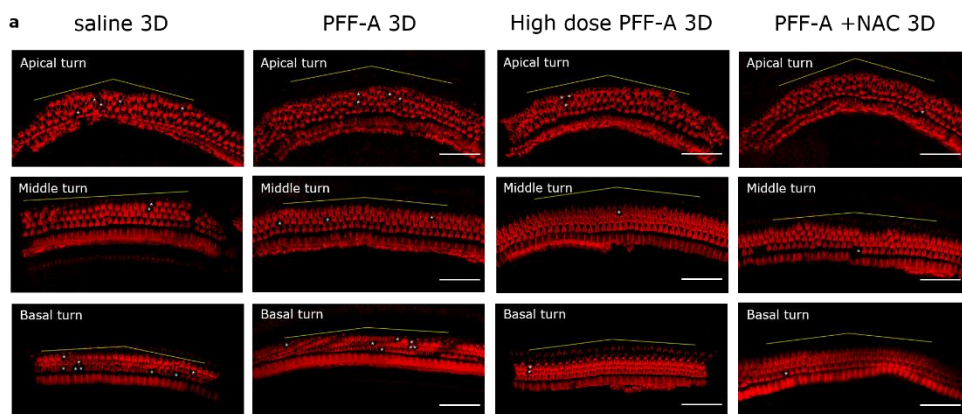 a
saline 3D
PFF-A 3D
High dose PFF-A 3D
PFF-A +NAC 3D
Apical turn
Apical turn
Apical turn
Apical turn
Middle turn
Middle turn
Middle turn
Middle turn
Basal turn
Basal turn
Basal turn
Basal turn